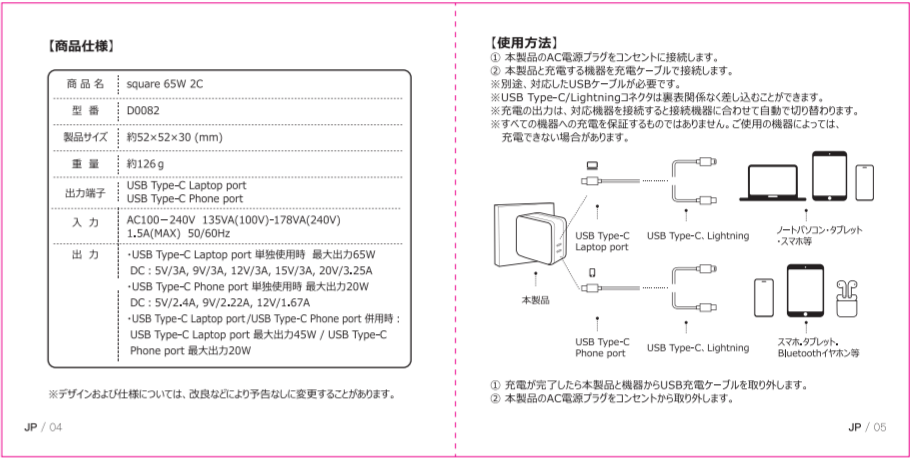 【商品仕様】
商品名 square 65W 2C
型番 D0082
製品サイズ 約52×52×30 (mm)
重量 約126g
出力端子 USB Type-C Laptop port
USB Type-C Phone port
入力 AC100－240V 135VA(100V)-178VA(240V)
1.5A(MAX) 50/60Hz
出力 ・USB Type-C Laptop port 単独使用時 最大出力65W
DC：5V/3A, 9V/3A, 12V/3A, 15V/3A, 20V/3.25A
・USB Type-C Phone port 単独使用時 最大出力20W
DC：5V/2.4A, 9V/2.22A, 12V/1.67A
・USB Type-C Laptop port/USB Type-C Phone port 併用時：
USB Type-C Laptop port 最大出力45W / USB Type-C
Phone port 最大出力20W
※デザインおよび仕様については、改良などにより予告なしに変更することがあります。
JP / 04
【使用方法】
① 本製品のAC電源プラグをコンセントに接続します。
② 本製品と充電する機器を充電ケーブルで接続します。
※別途、対応したUSBケーブルが必要です。
※USB Type-C/Lightningコネクタは裏表関係なく差し込むことができます。
※充電の出力は、対応機器を接続すると接続機器に合わせて自動で切り替わります。
※すべての機器への充電を保証するものではありません。ご使用の機器によっては、
充電できない場合があります。
USB Type-C
Laptop port
USB Type-C、Lightning
ノートパソコン・タブレット
・スマホ等
本製品
USB Type-C
Phone port
USB Type-C、Lightning
スマホ・タブレット・
Bluetoothイヤホン等
① 充電が完了したら本製品と機器からUSB充電ケーブルを取り外します。
② 本製品のAC電源プラグをコンセントから取り外します。
JP / 05